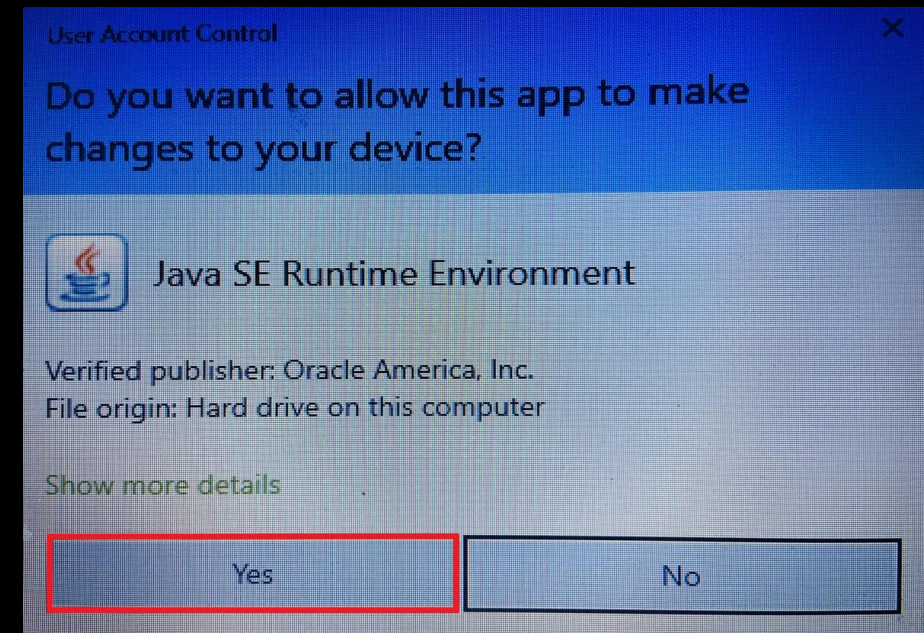 User Account Control
Do you want to allow this app to make
changes to your device?
Java SE Runtime Environment
Verified publisher: Oracle America, Inc.
File origin: Hard drive on this computer
Show more details
Yes
No